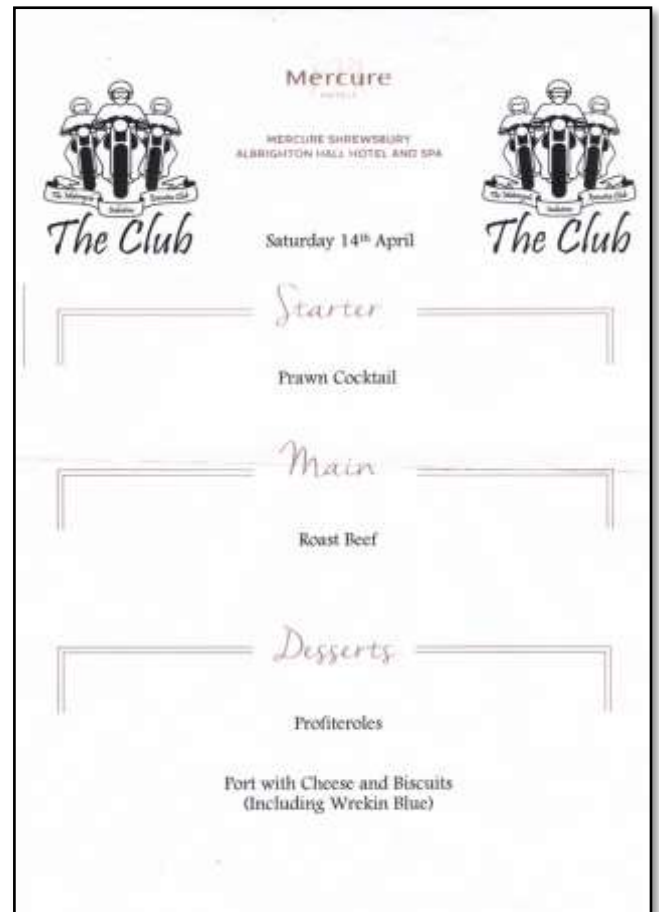 Mercure
HOTELS
MERCURE SHREWSBURY
ALBRIGHTON HALL HOTEL AND SPA
The Club
The Club
Saturday 14th April
Starter
Prawn Cocktail
Main
Roast Beef
Desserts
Profiteroles
Port with Cheese and Biscuits
(Including Wrekin Blue)